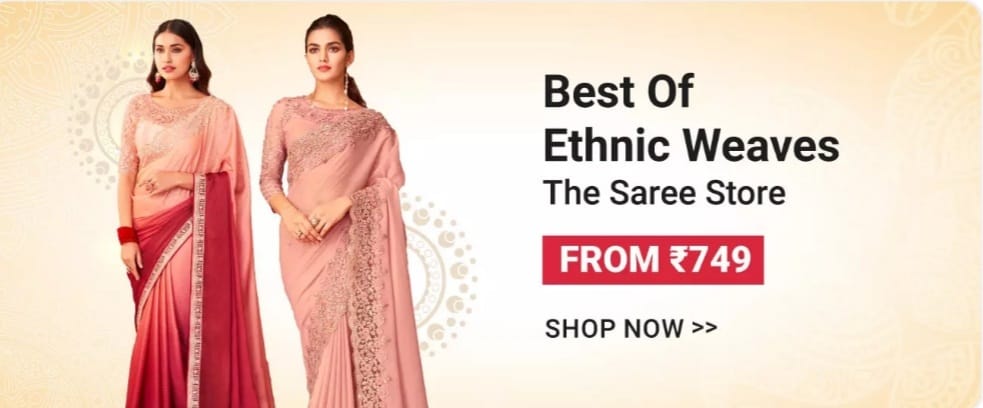 Best Of
Ethnic Weaves
The Saree Store
FROM ₹749
SHOP NOW >>